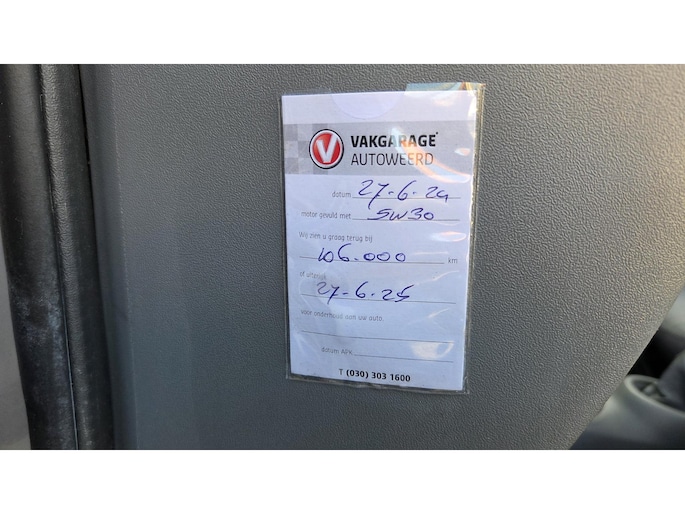 VAKGARAGE
AUTOWEERD
datum 27-6-24
motor gevuld met 5W30
Wij zien u graag terug bij
106.000 km
of uiterlijk
27-6-25
voor onderhoud aan uw auto.
datum APK
T (030) 303 1600